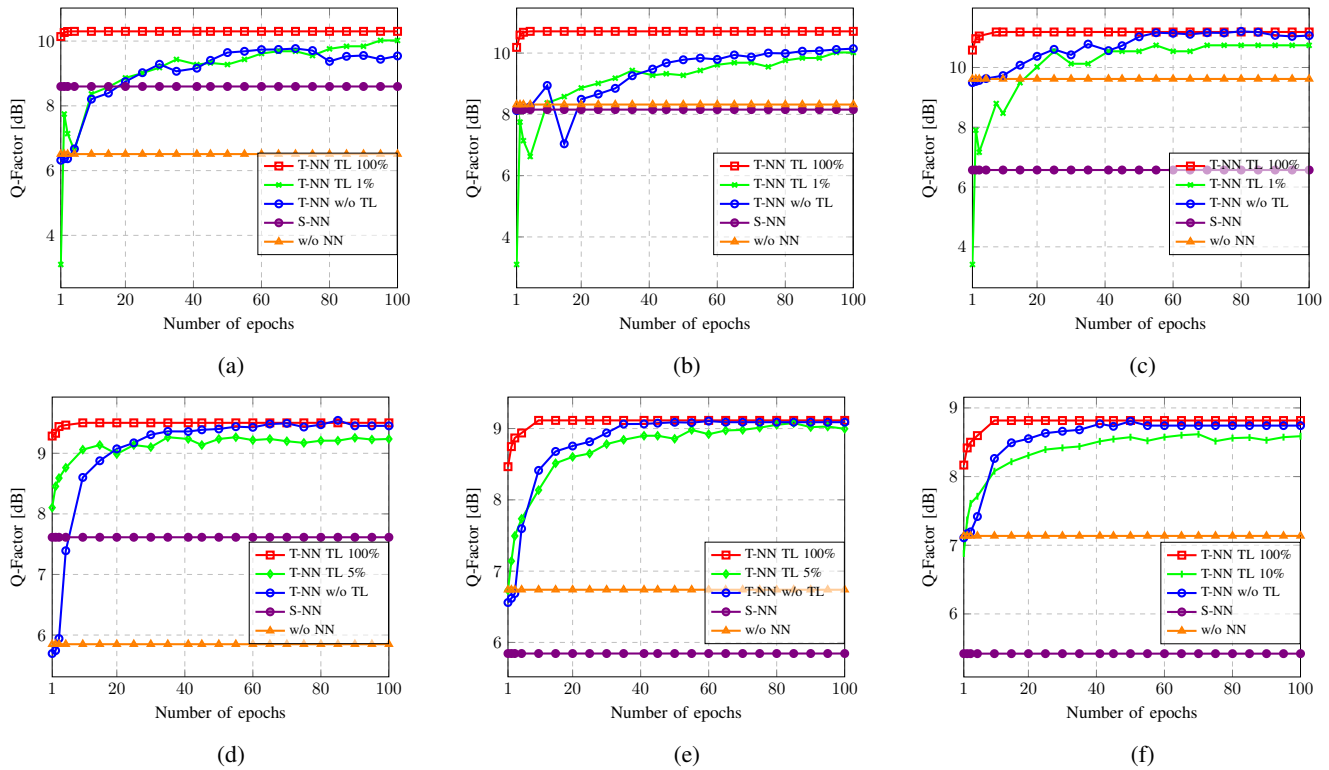 10
8
6
4
Q-Factor [dB]
T-NN TL 100%
T-NN TL 1%
T-NN w/o TL
S-NN
w/o NN
1 20 40 60 80 100
Number of epochs
(a)
10
8
6
4
Q-Factor [dB]
T-NN TL 100%
T-NN TL 1%
T-NN w/o TL
S-NN
w/o NN
1 20 40 60 80 100
Number of epochs
(b)
10
8
6
4
Q-Factor [dB]
T-NN TL 100%
T-NN TL 1%
T-NN w/o TL
S-NN
w/o NN
1 20 40 60 80 100
Number of epochs
(c)
9
8
7
6
Q-Factor [dB]
T-NN TL 100%
T-NN TL 5%
T-NN w/o TL
S-NN
w/o NN
1 20 40 60 80 100
Number of epochs
(d)
9
8
7
6
Q-Factor [dB]
T-NN TL 100%
T-NN TL 5%
T-NN w/o TL
S-NN
w/o NN
1 20 40 60 80 100
Number of epochs
(e)
9
8
7
6
Q-Factor [dB]
T-NN TL 100%
T-NN TL 10%
T-NN w/o TL
S-NN
w/o NN
1 20 40 60 80 100
Number of epochs
(f)